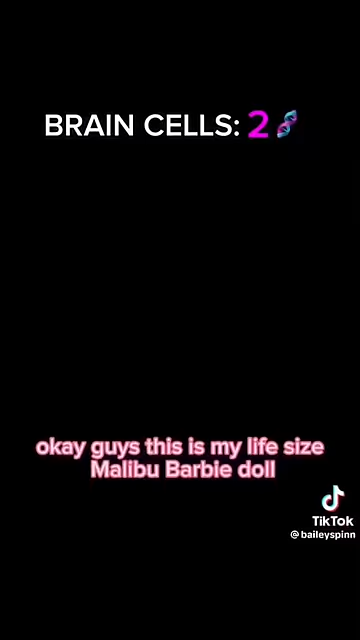 BRAIN CELLS: 2🧬
okay guys this is my life size
Malibu Barbie doll
TikTok
@baileyspinn